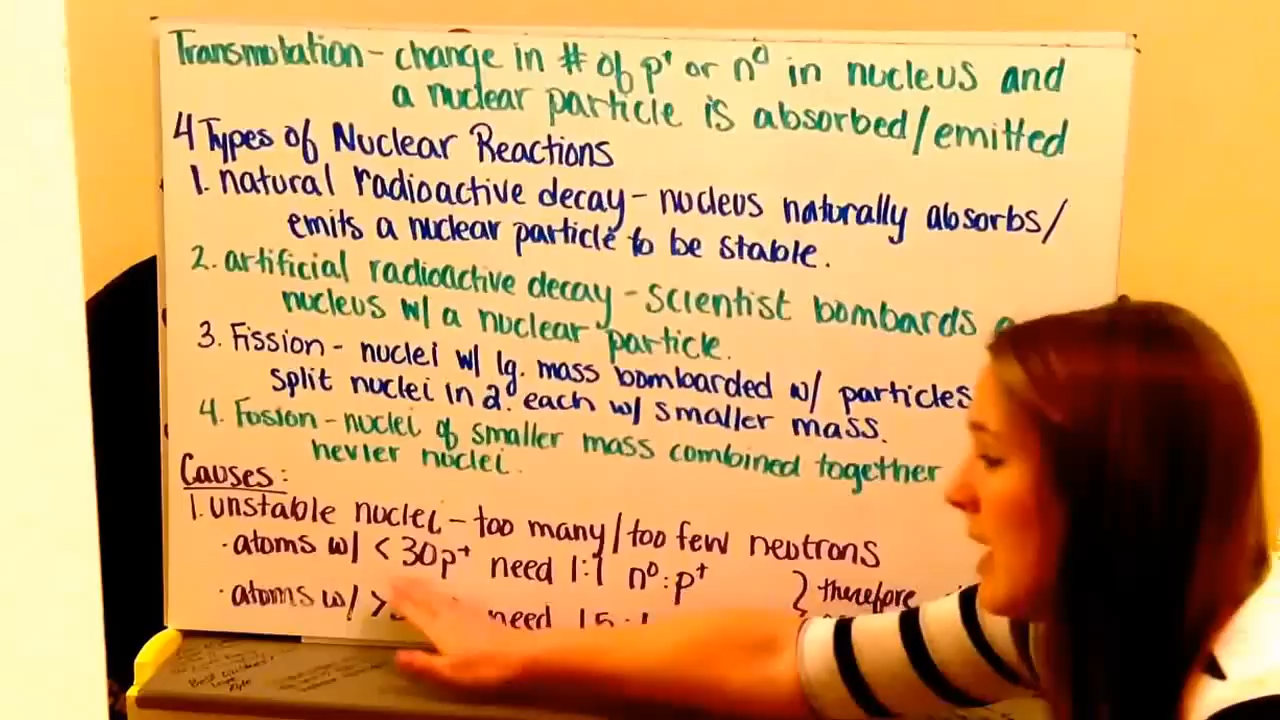 Transmutation - change in # of p⁺ or n⁰ in nucleus and
a nuclear particle is absorbed/emitted
4 Types of Nuclear Reactions
1. natural radioactive decay - nucleus naturally absorbs/
emits a nuclear particle to be stable.
2. artificial radioactive decay - scientist bombards
nucleus w/ a nuclear particle.
3. Fission - nuclei w/ lg. mass bombarded w/ particles
split nuclei in 2 each w/ smaller mass.
4. Fusion - nuclei of smaller mass combined together
hevier nuclei.
Causes:
1. unstable nuclei - too many/too few neutrons
· atoms w/ < 30p⁺ need 1:1 n⁰:p⁺
· atoms w/ > need 1.5:1
} therefore